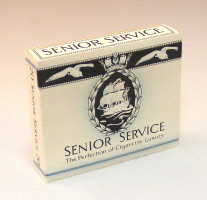 SENIOR SERVICE
SENIOR SERVICE
The Perfection of Cigarette Luxury